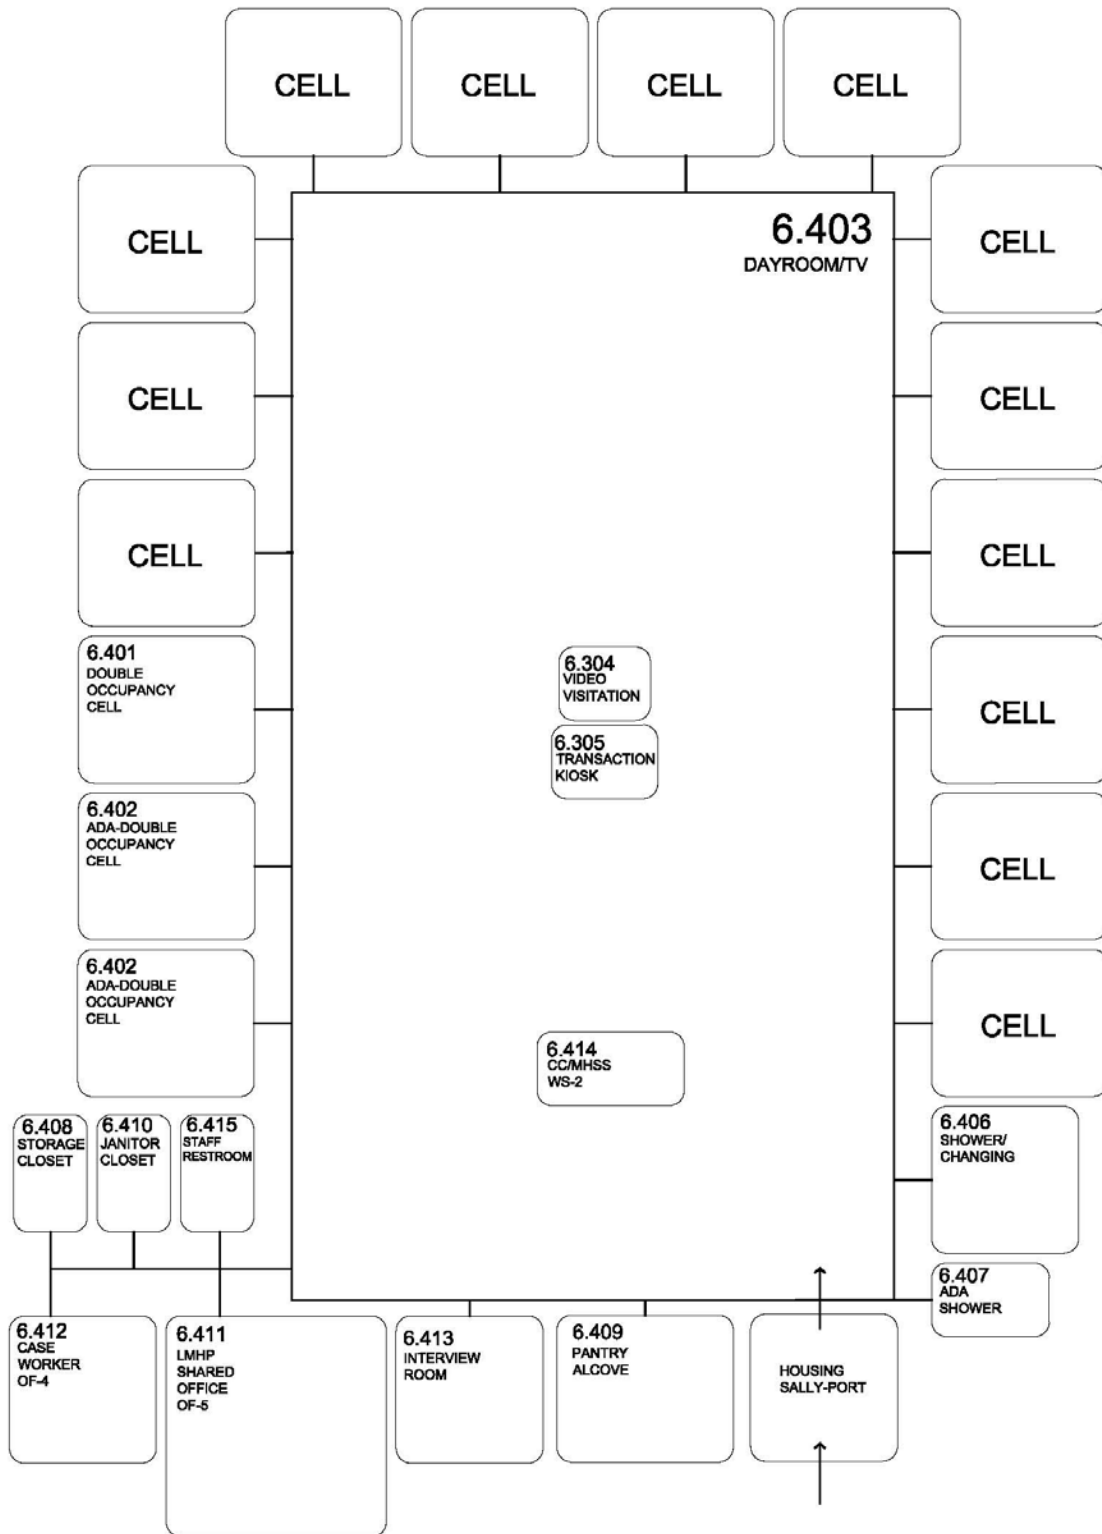 CELL
CELL
CELL
CELL
CELL
6.403
DAYROOM/TV
CELL
CELL
CELL
CELL
CELL
6.401
DOUBLE
OCCUPANCY
CELL
6.304
VIDEO
VISITATION
6.305
TRANSACTION
KIOSK
CELL
6.402
ADA-DOUBLE
OCCUPANCY
CELL
CELL
6.402
ADA-DOUBLE
OCCUPANCY
CELL
6.414
CC/MHSS
WS-2
CELL
6.408
STORAGE
CLOSET
6.410
JANITOR
CLOSET
6.415
STAFF
RESTROOM
6.406
SHOWER/
CHANGING
6.407
ADA
SHOWER
6.412
CASE
WORKER
OF-4
6.411
LMHP
SHARED
OFFICE
OF-5
6.413
INTERVIEW
ROOM
6.409
PANTRY
ALCOVE
HOUSING
SALLY-PORT